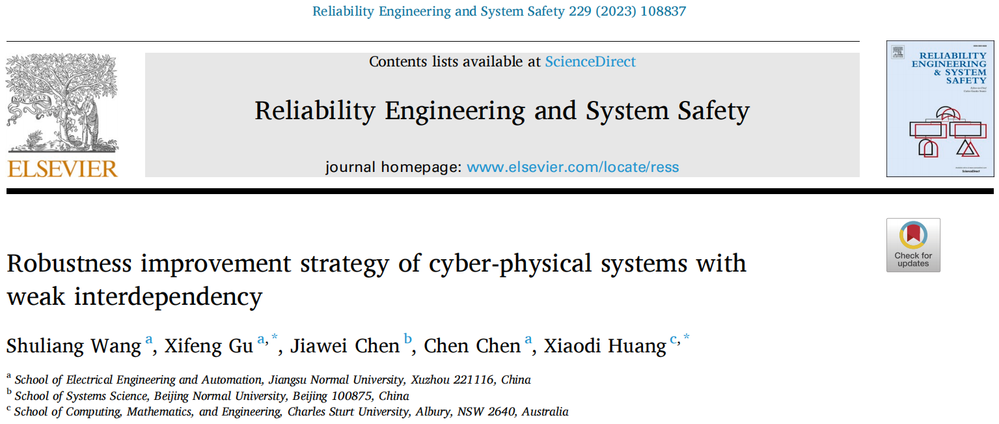 Reliability Engineering and System Safety 229 (2023) 108837
NON SOLUS
ELSEVIER
Contents lists available at ScienceDirect
Reliability Engineering and System Safety
journal homepage: www.elsevier.com/locate/ress
RELIABILITY
ENGINEERING
& SYSTEM
SAFETY
ScienceDirect
Check for
updates
Robustness improvement strategy of cyber-physical systems with
weak interdependency
Shuliang Wang a, Xifeng Gu a,*, Jiawei Chen b, Chen Chen a, Xiaodi Huang c,*
a School of Electrical Engineering and Automation, Jiangsu Normal University, Xuzhou 221116, China
b School of Systems Science, Beijing Normal University, Beijing 100875, China
c School of Computing, Mathematics, and Engineering, Charles Sturt University, Albury, NSW 2640, Australia